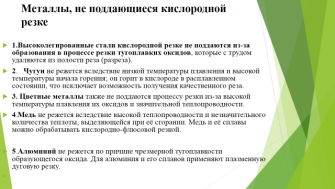 Металлы, не поддающиеся кислородной
резке
1.Высоколегированные стали кислородной резке не поддаются из-за
образования в процессе резки тугоплавких оксидов, которые с трудом
удаляются из полости реза (разреза).
2. Чугун не режется вследствие низкой температуры плавления и высокой
температуры начала горения; он горит в кислороде в расплавленном
состоянии, что исключает возможность получения качественного реза.
3. Цветные металлы также не поддаются процессу резки из-за высокой
температуры плавления их оксидов и значительной теплопроводности.
4.Медь не режется вследствие высокой теплопроводности и незначительного
количества теплоты, выделяющейся при её сгорании. Медь и её сплавы
можно обрабатывать кислородно-флюсовой резкой.
5.Алюминий не режется по причине чрезмерной тугоплавкости
образующегося оксида. Для алюминия и его сплавов применяют плазменную
дуговую резку.